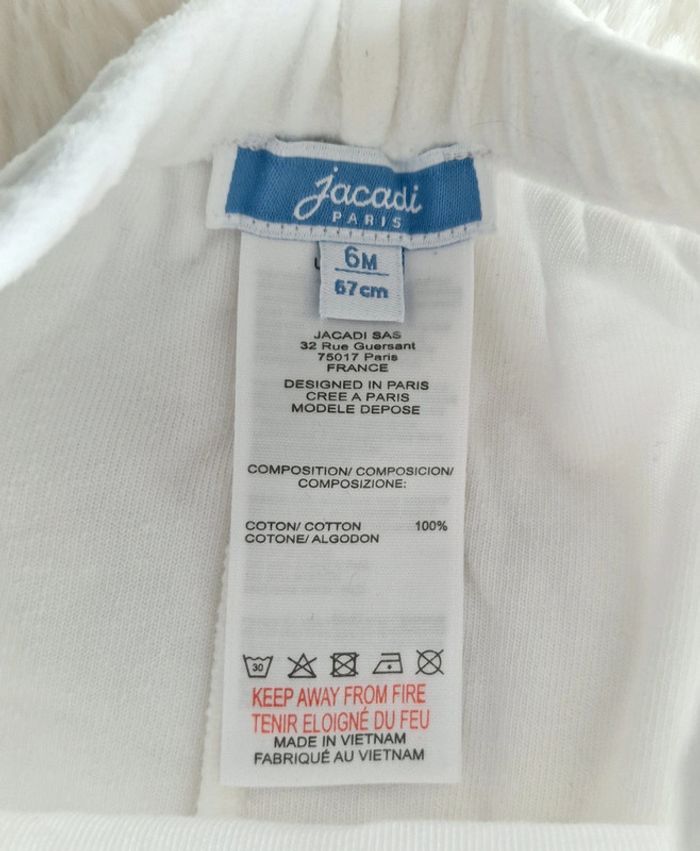 jacadi
PARIS
6M
67cm
JACADI SAS
32 Rue Guersant
75017 Paris
FRANCE
DESIGNED IN PARIS
CREE A PARIS
MODELE DEPOSE
COMPOSITION/ COMPOSICION/
COMPOSIZIONE:
COTON/ COTTON 100%
COTONE/ ALGODON
30
KEEP AWAY FROM FIRE
TENIR ELOIGNÉ DU FEU
MADE IN VIETNAM
FABRIQUÉ AU VIETNAM